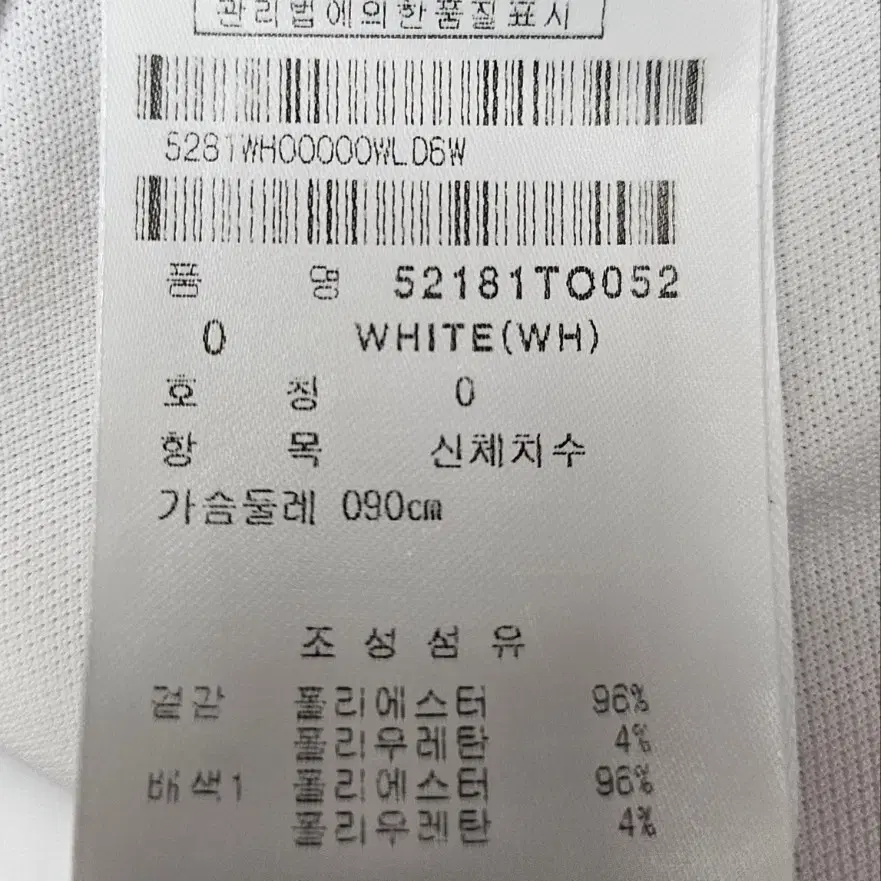 관리법에의한품질표시
5281WH00000WLD6W
품 명 52181TO052
0 WHITE(WH)
호 칭 0
항 목 신체치수
가슴둘레 090cm
조 성 섬 유
겉감 폴리에스터 96%
폴리우레탄 4%
배색1 폴리에스터 96%
폴리우레탄 4%